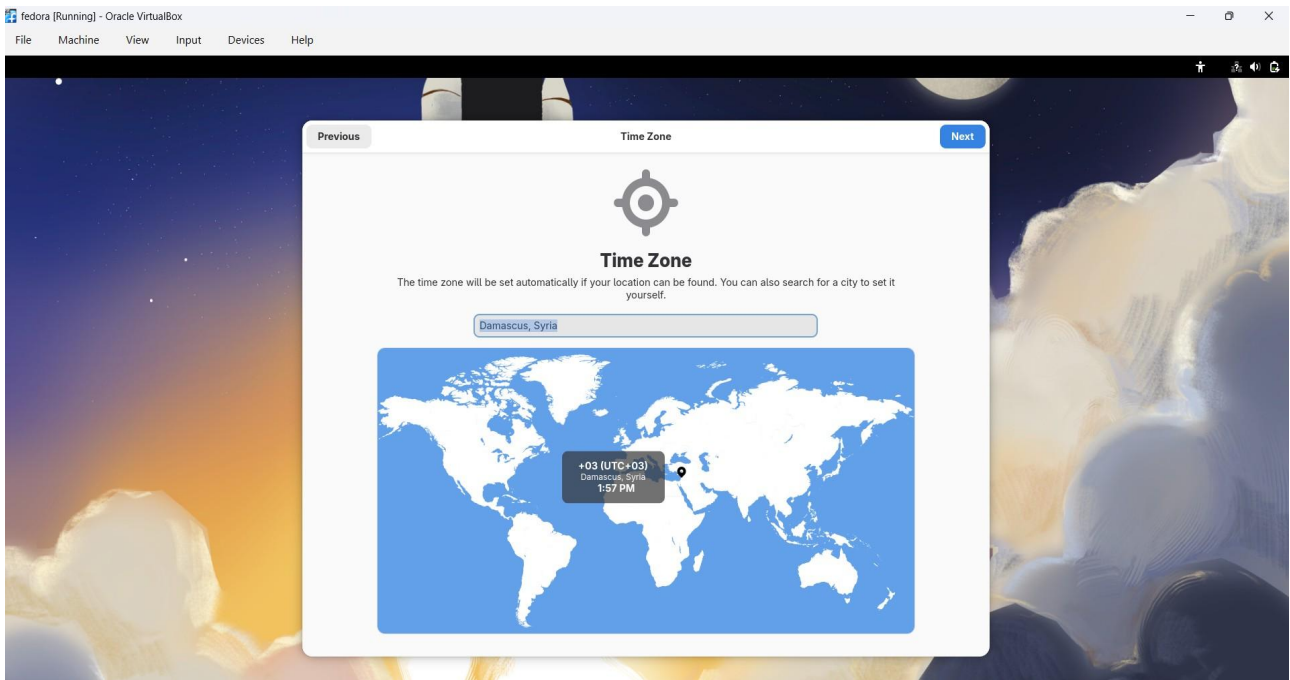 fedora [Running] - Oracle VirtualBox
File Machine View Input Devices Help
Previous
Time Zone
Next
Time Zone
The time zone will be set automatically if your location can be found. You can also search for a city to set it
yourself.
Damascus, Syria
+03 (UTC+03)
Damascus, Syria
1:57 PM